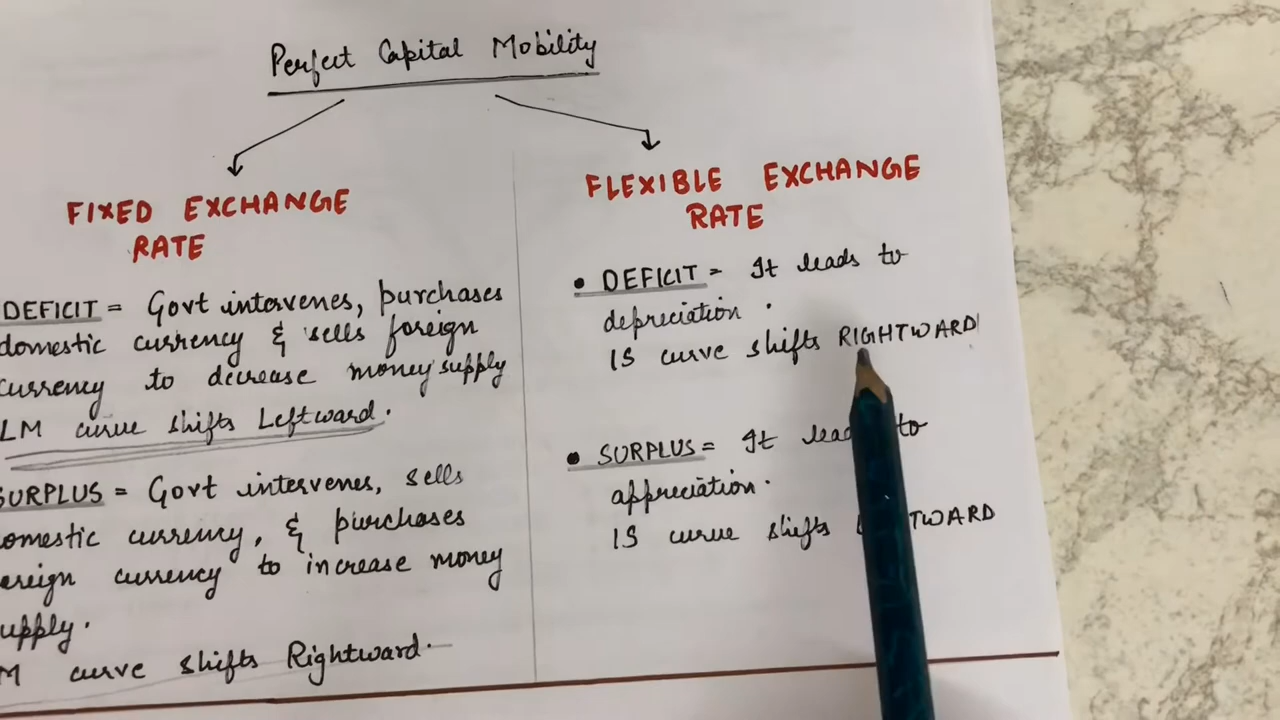 Perfect Capital Mobility
FIXED EXCHANGE
RATE
DEFICIT = Govt intervenes, purchases
domestic currency & sells foreign
currency to decrease money supply
LM curve shifts Leftward.
SURPLUS = Govt intervenes, sells
omestic currency, & purchases
oreign currency to increase money
upply.
M curve shifts Rightward.
FLEXIBLE EXCHANGE
RATE
• DEFICIT = It leads to
depreciation.
IS curve shifts RIGHTWARD
• SURPLUS = It lead to
appreciation.
IS curve shifts TWARD